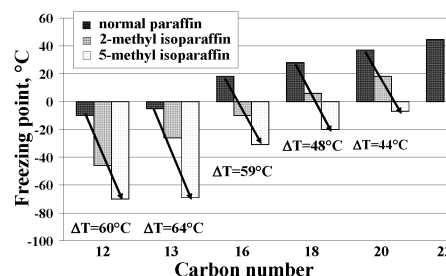 normal paraffin
2-methyl isoparaffin
5-methyl isoparaffin
Freezing point, °C
60
40
20
0
-20
-40
-60
-80
-100
ΔT=60°C
ΔT=64°C
ΔT=59°C
ΔT=48°C
ΔT=44°C
12 13 16 18 20
Carbon number